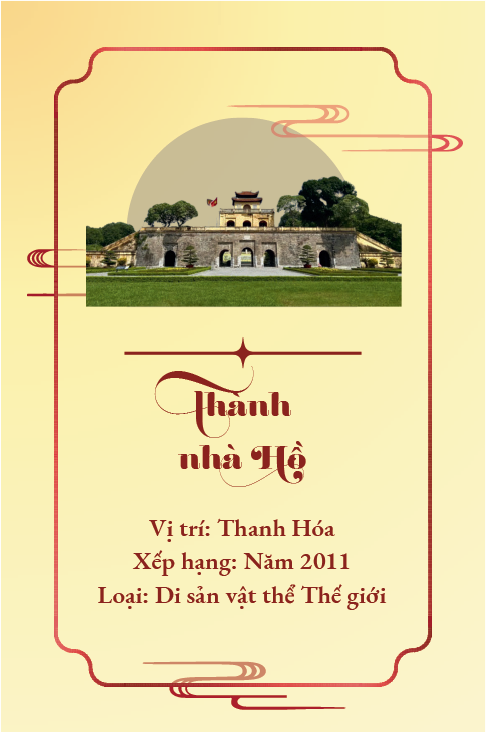 Thành
nhà Hồ
Vị trí: Thanh Hóa
Xếp hạng: Năm 2011
Loại: Di sản vật thể Thế giới